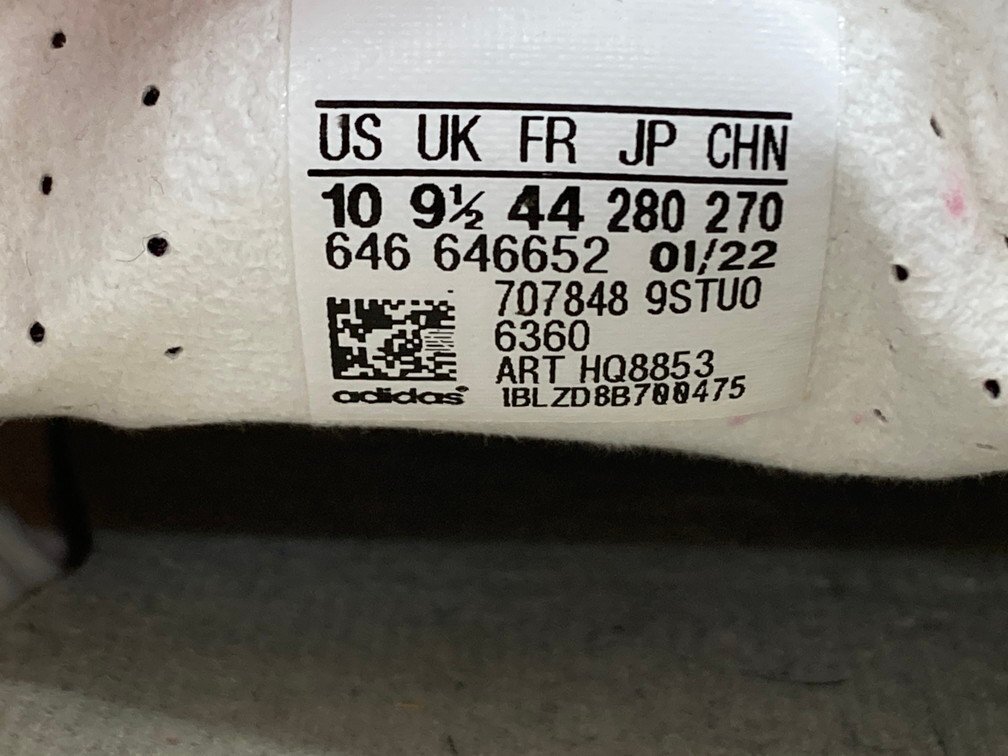 US UK FR JP CHN
10 9½ 44 280 270
646 646652 01/22
707848 9STU0
6360
ART HQ8853
adidas
1BLZD8B700475